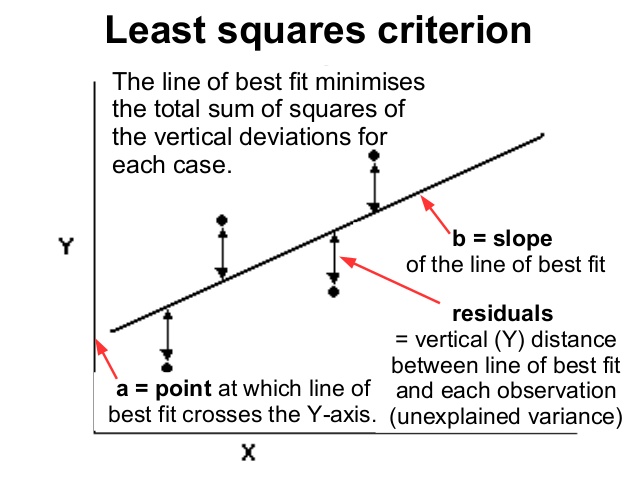 Least squares criterion
The line of best fit minimises
the total sum of squares of
the vertical deviations for
each case.
Y
b = slope
of the line of best fit
residuals
= vertical (Y) distance
between line of best fit
and each observation
(unexplained variance)
a = point at which line of
best fit crosses the Y-axis.
X